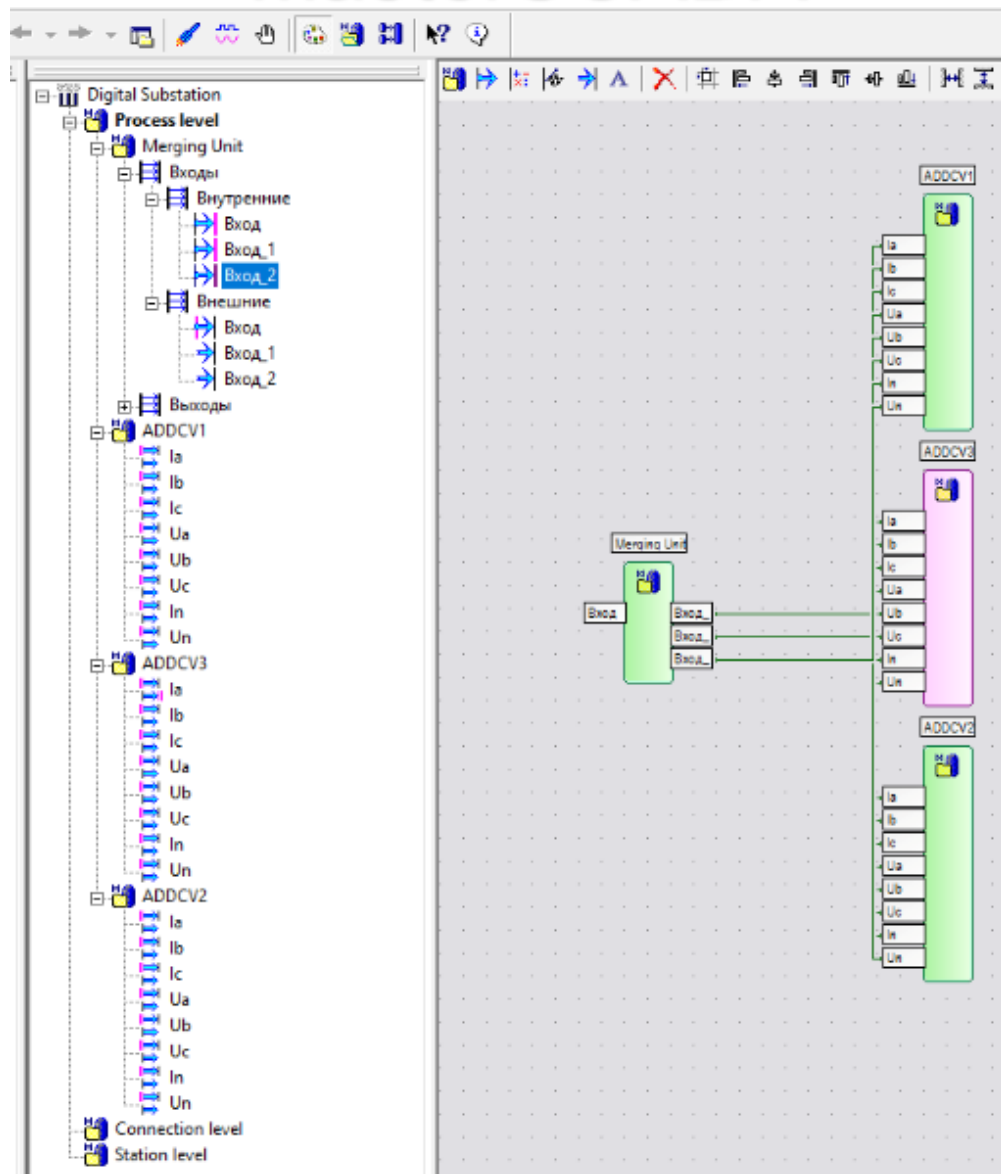 Digital Substation
Process level
Merging Unit
Входы
Внутренние
Вход
Вход_1
Вход_2
Внешние
Вход
Вход_1
Вход_2
Выходы
ADDCV1
Ia
Ib
Ic
Ua
Ub
Uc
In
Un
ADDCV3
Ia
Ib
Ic
Ua
Ub
Uc
In
Un
ADDCV2
Ia
Ib
Ic
Ua
Ub
Uc
In
Un
Connection level
Station level
ADDCV1
Ia
Ib
Ic
Ua
Ub
Uc
In
Un
ADDCV3
Ia
Ib
Ic
Ua
Ub
Uc
In
Un
Merging Unit
Вход
Вход_
Вход_
Вход_
ADDCV2
Ia
Ib
Ic
Ua
Ub
Uc
In
Un